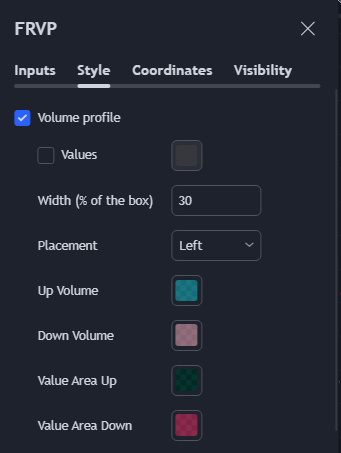 FRVP
Inputs Style Coordinates Visibility
Volume profile
Values
Width (% of the box) 30
Placement Left
Up Volume
Down Volume
Value Area Up
Value Area Down